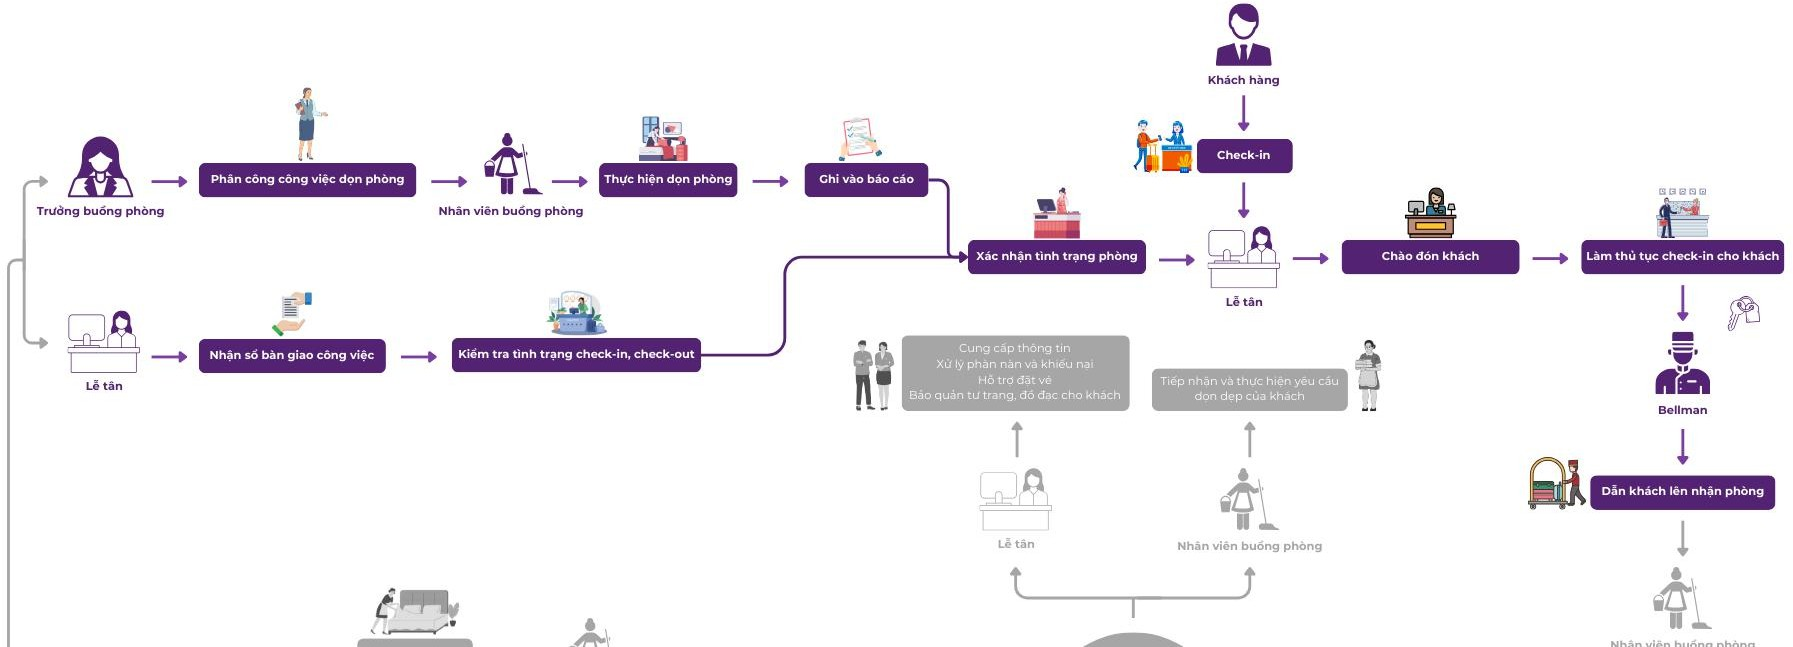 Khách hàng
Check-in
Trưởng buồng phòng
Phân công công việc dọn phòng
Nhân viên buồng phòng
Thực hiện dọn phòng
Ghi vào báo cáo
Xác nhận tình trạng phòng
Lễ tân
Chào đón khách
Làm thủ tục check-in cho khách
Lễ tân
Nhận sổ bàn giao công việc
Kiểm tra tình trạng check-in, check-out
Cung cấp thông tin
Xử lý phàn nàn và khiếu nại
Hỗ trợ đặt vé
Bảo quản tư trang, đồ đạc cho khách
Tiếp nhận và thực hiện yêu cầu
dọn dẹp của khách
Bellman
Dẫn khách lên nhận phòng
Lễ tân
Nhân viên buồng phòng
Nhân viên buồng phòng